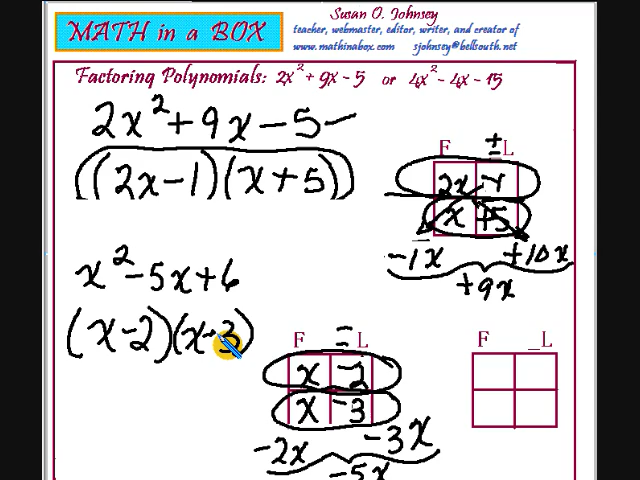 MATH in a BOX
Susan O. Johnsey
teacher, webmaster, editor, writer, and creator of
www.mathinabox.com sjohnsey@bellsouth.net
Factoring Polynomials: 2x² + 9x - 5 or 4x² - 4x - 15
2x² + 9x - 5
((2x - 1)(x + 5))
F ± L
2x -1
x +5
-1x +10x
+9x
x² - 5x + 6
(x - 2)(x - 3)
F = L
x -2
x -3
-2x -3x
-5x
F _L